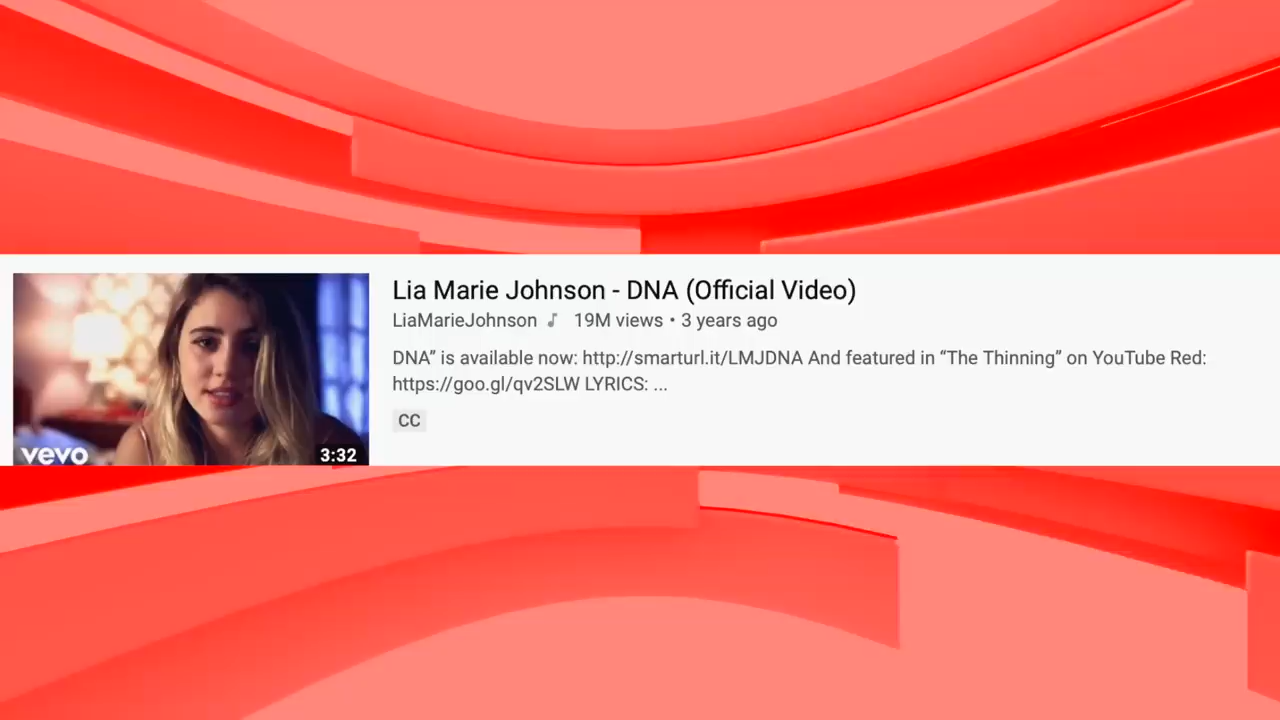 Lia Marie Johnson - DNA (Official Video)
LiaMarieJohnson 19M views • 3 years ago
DNA” is available now: http://smarturl.it/LMJDNA And featured in “The Thinning” on YouTube Red:
https://goo.gl/qv2SLW LYRICS: ...
CC
vevo 3:32